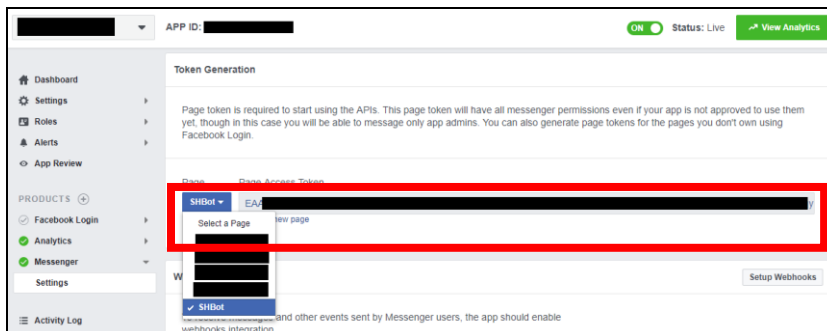 APP ID:
ON Status: Live View Analytics
Dashboard
Settings
Roles
Alerts
App Review
PRODUCTS
Facebook Login
Analytics
Messenger
Settings
Activity Log
Token Generation
Page token is required to start using the APIs. This page token will have all messenger permissions even if your app is not approved to use them
yet, though in this case you will be able to message only app admins. You can also generate page tokens for the pages you don't own using
Facebook Login.
Page Page Access Token
SHBot EAA y
Select a Page new page
SHBot
Setup Webhooks
and other events sent by Messenger users, the app should enable
webhooks integration